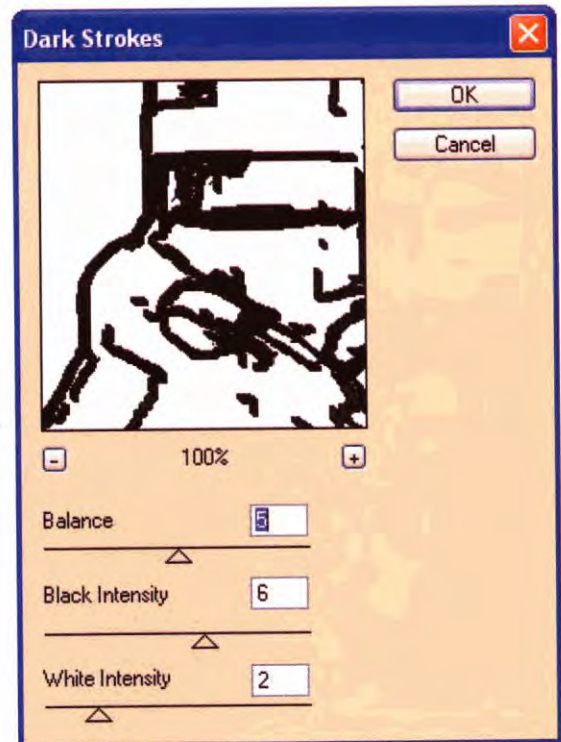 Dark Strokes
OK
Cancel
- 100% +
Balance 5
Black Intensity 6
White Intensity 2